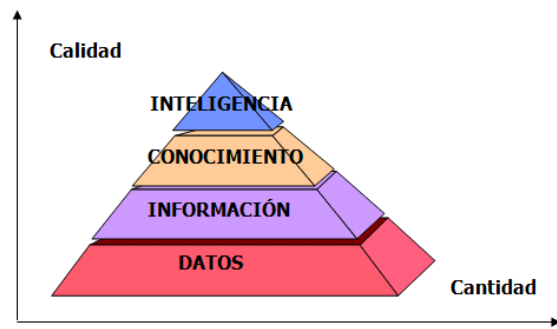 Calidad
INTELIGENCIA
CONOCIMIENTO
INFORMACIÓN
DATOS
Cantidad